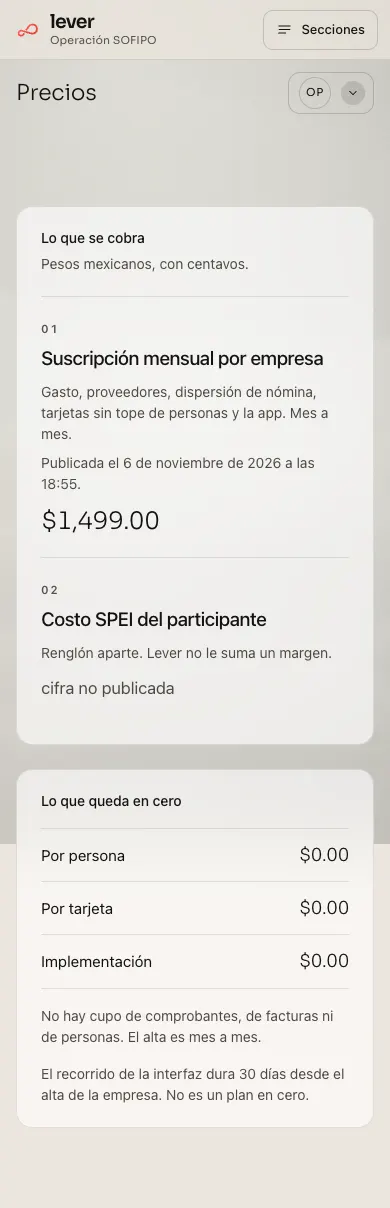 lever
Operación SOFIPO
Secciones
Precios
OP
Lo que se cobra
Pesos mexicanos, con centavos.
01
Suscripción mensual por empresa
Gasto, proveedores, dispersión de nómina,
tarjetas sin tope de personas y la app. Mes a
mes.
Publicada el 6 de noviembre de 2026 a las
18:55.
$1,499.00
02
Costo SPEI del participante
Renglón aparte. Lever no le suma un margen.
cifra no publicada
Lo que queda en cero
Por persona $0.00
Por tarjeta $0.00
Implementación $0.00
No hay cupo de comprobantes, de facturas ni
de personas. El alta es mes a mes.
El recorrido de la interfaz dura 30 días desde el
alta de la empresa. No es un plan en cero.